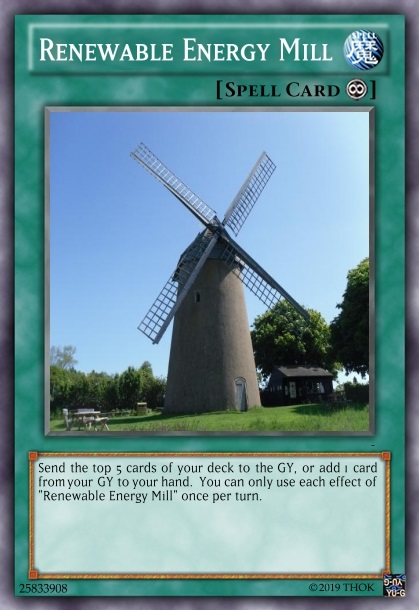 Renewable Energy Mill
魔
[Spell Card ]
Send the top 5 cards of your deck to the GY, or add 1 card
from your GY to your hand. You can only use each effect of
"Renewable Energy Mill" once per turn.
25833908
©2019 THOK
YU-G